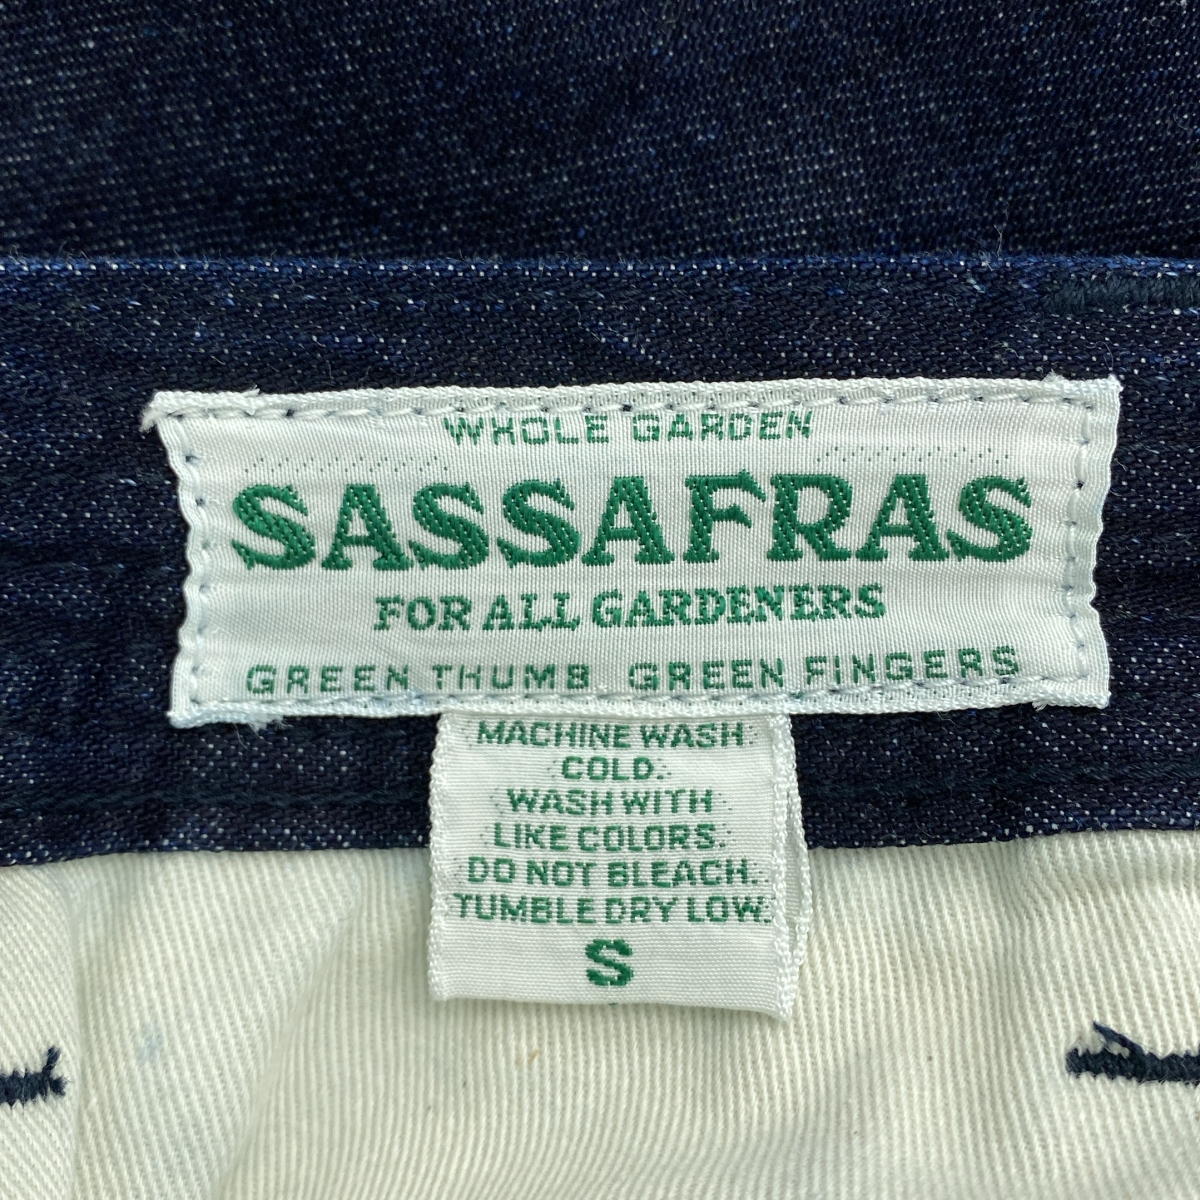 WHOLE GARDEN
SASSAFRAS
FOR ALL GARDENERS
GREEN THUMB GREEN FINGERS
MACHINE WASH
COLD.
WASH WITH
LIKE COLORS.
DO NOT BLEACH.
TUMBLE DRY LOW.
S